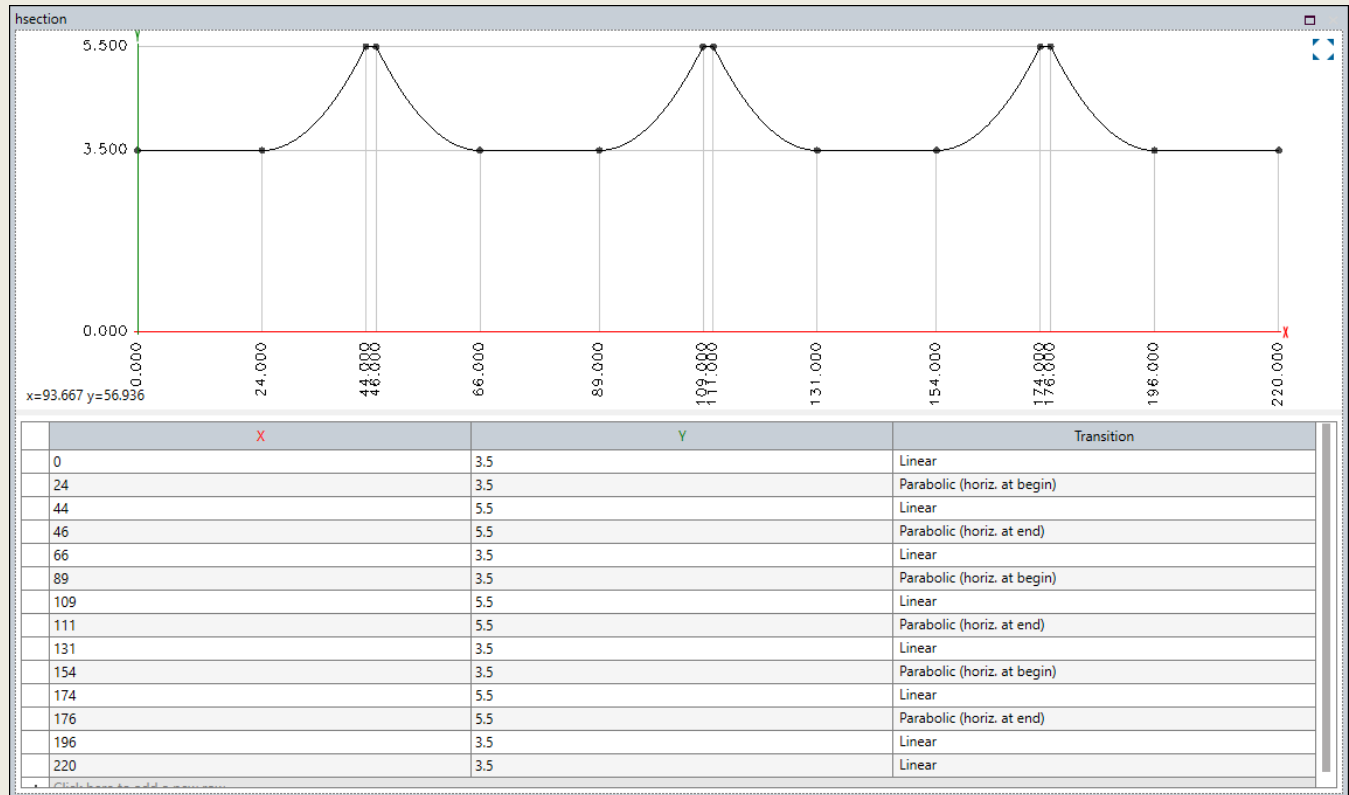 hsection
Y
5.500
3.500
0.000
X
0.000 24.000 44.000 46.000 66.000 89.000 109.000 111.000 131.000 154.000 174.000 176.000 196.000 220.000
x=93.667 y=56.936
X Y Transition
0 3.5 Linear
24 3.5 Parabolic (horiz. at begin)
44 5.5 Linear
46 5.5 Parabolic (horiz. at end)
66 3.5 Linear
89 3.5 Parabolic (horiz. at begin)
109 5.5 Linear
111 5.5 Parabolic (horiz. at end)
131 3.5 Linear
154 3.5 Parabolic (horiz. at begin)
174 5.5 Linear
176 5.5 Parabolic (horiz. at end)
196 3.5 Linear
220 3.5 Linear
Click here to add a new row